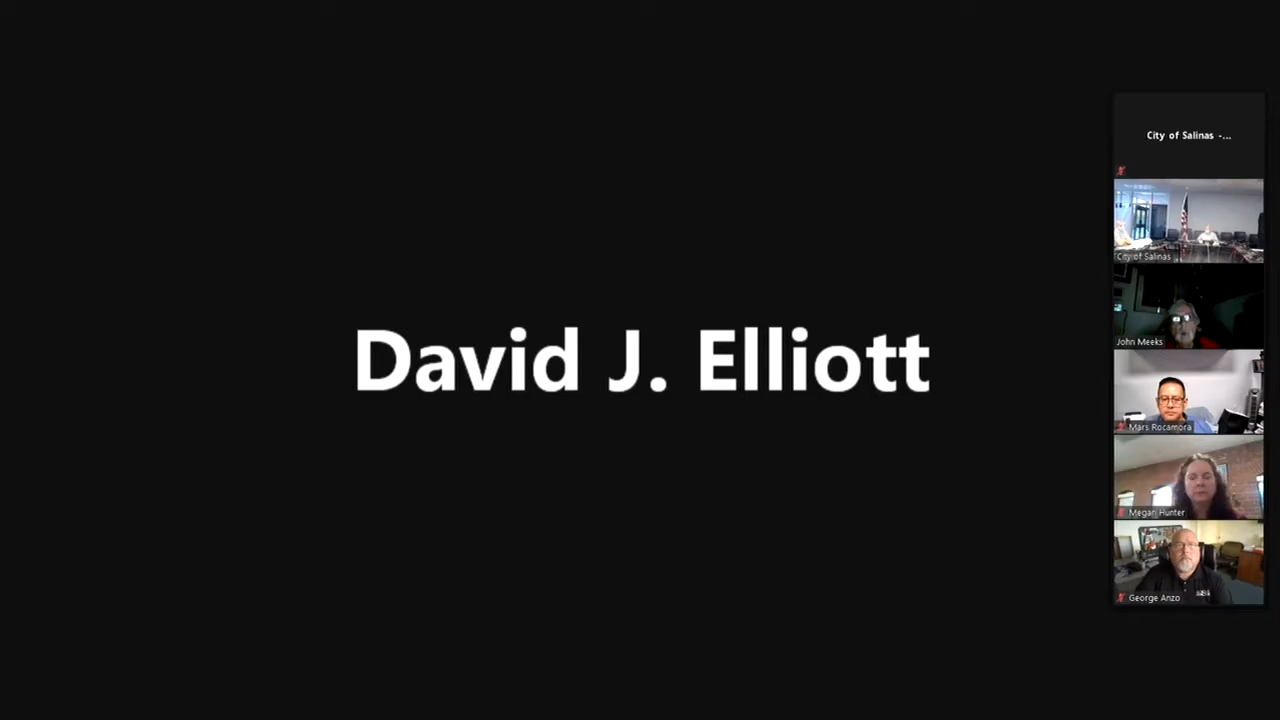 David J. Elliott
City of Salinas -...
City of Salinas
John Meeks
Mars Rocamora
Megan Hunter
George Anzo